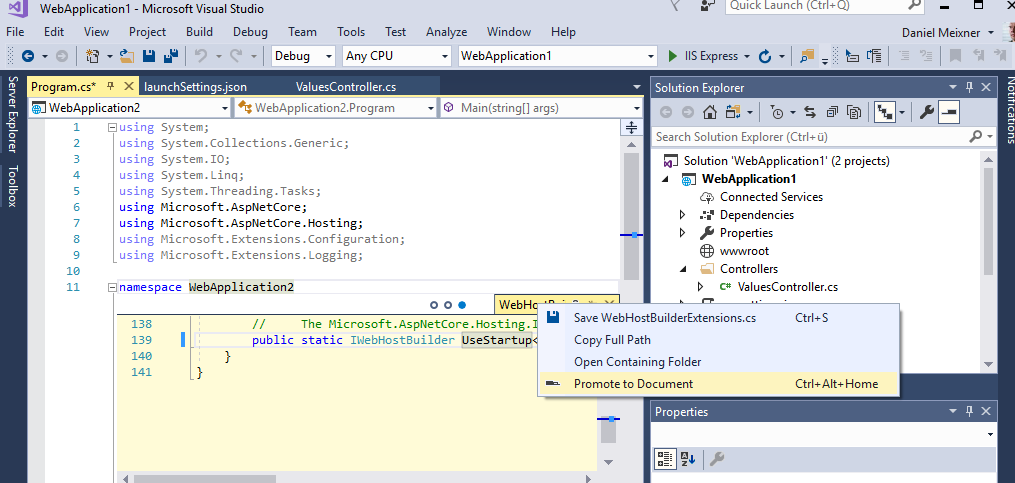 WebApplication1 - Microsoft Visual Studio
Quick Launch (Ctrl+Q)
File Edit View Project Build Debug Team Tools Test Analyze Window Help
Daniel Meixner
Debug Any CPU WebApplication1 IIS Express
Server Explorer
Toolbox
Notifications
Program.cs* launchSettings.json ValuesController.cs
WebApplication2 WebApplication2.Program Main(string[] args)
1 using System;
2 using System.Collections.Generic;
3 using System.IO;
4 using System.Linq;
5 using System.Threading.Tasks;
6 using Microsoft.AspNetCore;
7 using Microsoft.AspNetCore.Hosting;
8 using Microsoft.Extensions.Configuration;
9 using Microsoft.Extensions.Logging;
10
11 namespace WebApplication2
138 // The Microsoft.AspNetCore.Hosting.I
139 public static IWebHostBuilder UseStartup<
140 }
141 }
Save WebHostBuilderExtensions.cs Ctrl+S
Copy Full Path
Open Containing Folder
Promote to Document Ctrl+Alt+Home
Solution Explorer
Search Solution Explorer (Ctrl+ü)
Solution 'WebApplication1' (2 projects)
WebApplication1
Connected Services
Dependencies
Properties
wwwroot
Controllers
C# ValuesController.cs
Properties